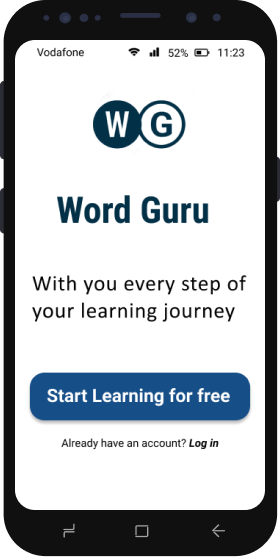 Vodafone 52% 11:23
WG
Word Guru
With you every step of
your learning journey
Start Learning for free
Already have an account? Log in